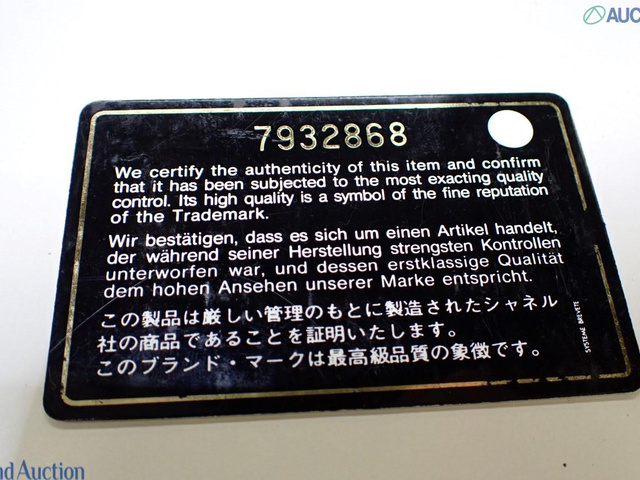 AUC
7932868
We certify the authenticity of this item and confirm
that it has been subjected to the most exacting quality
control. Its high quality is a symbol of the fine reputation
of the Trademark.
Wir bestätigen, dass es sich um einen Artikel handelt,
der während seiner Herstellung strengsten Kontrollen
unterworfen war, und dessen erstklassige Qualität
dem hohen Ansehen unserer Marke entspricht.
この製品は厳しい管理のもとに製造されたシャネル
社の商品であることを証明いたします。
このブランド・マークは最高級品質の象徴です。
SYSTEME BREVETE
nd Auction